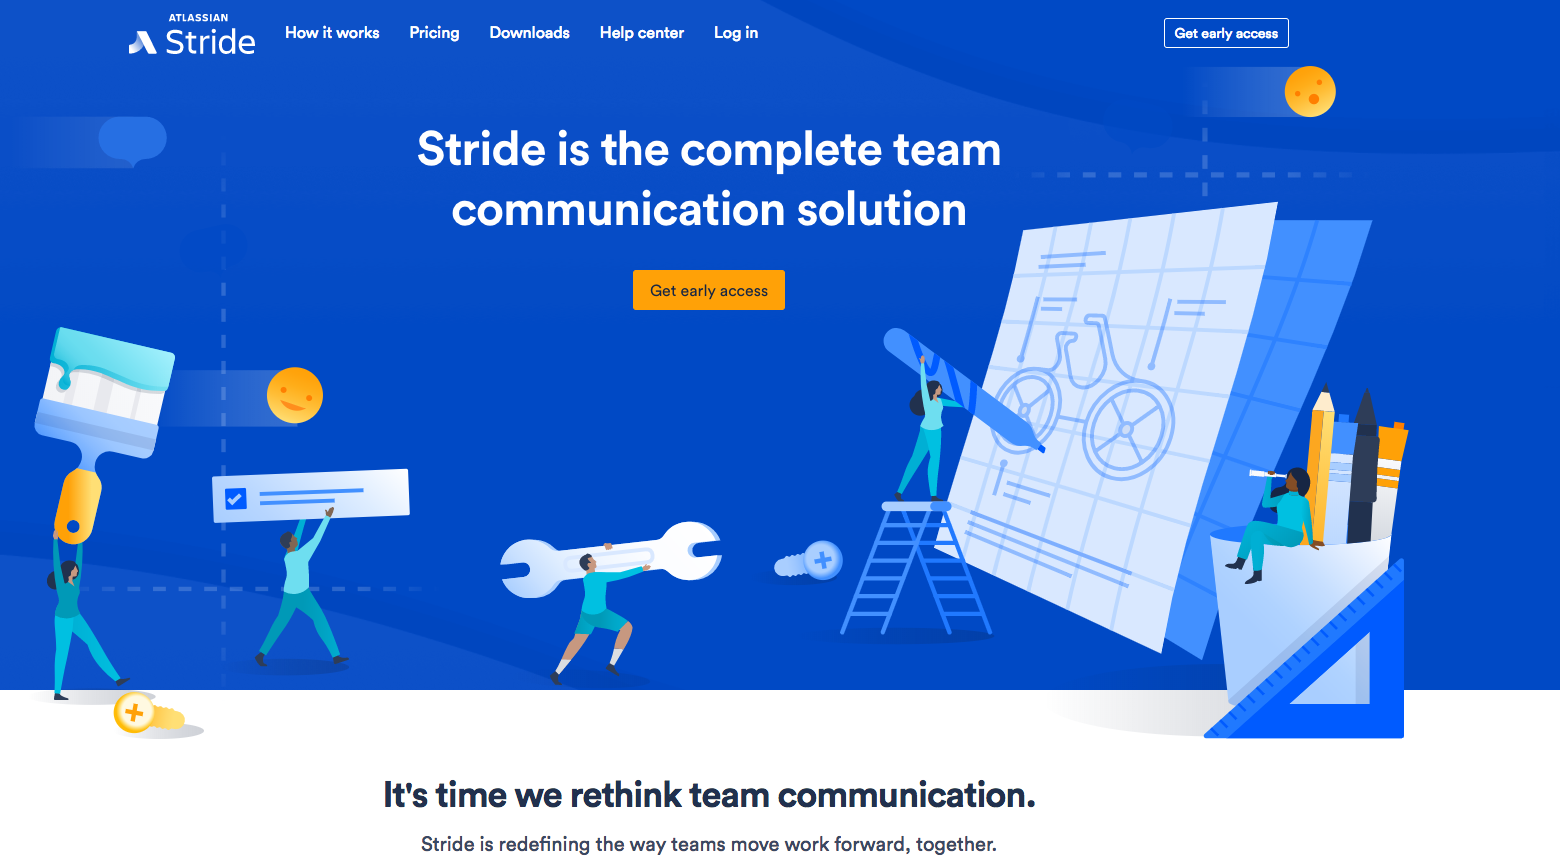 ATLASSIAN
Stride
How it works
Pricing
Downloads
Help center
Log in
Get early access
Stride is the complete team
communication solution
Get early access
It's time we rethink team communication.
Stride is redefining the way teams move work forward, together.